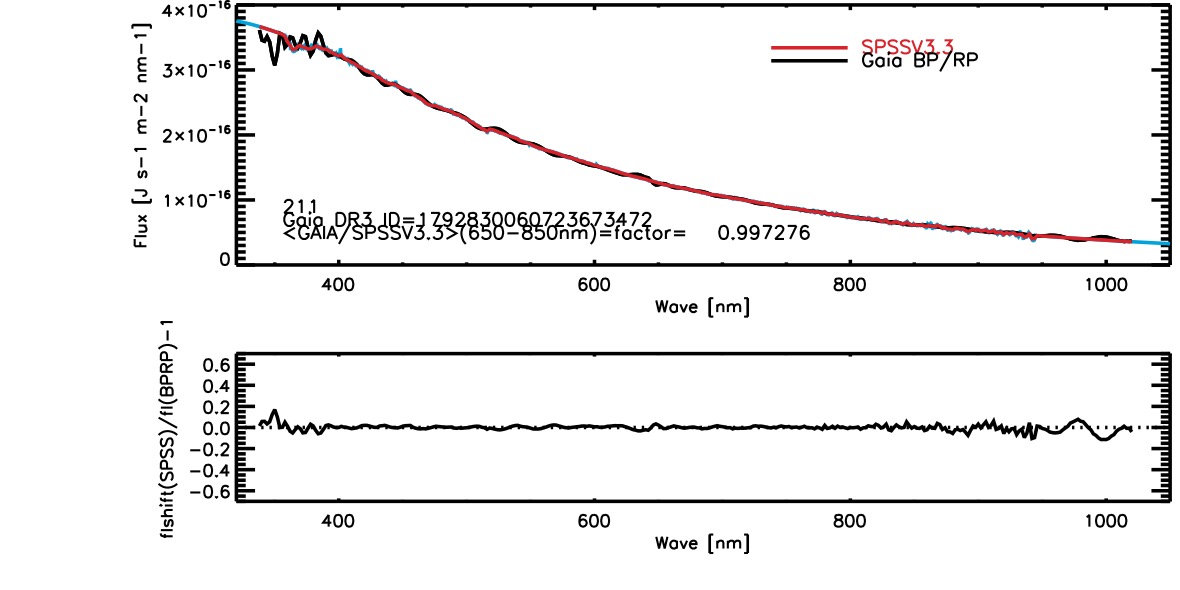 4×10−16
3×10−16
2×10−16
1×10−16
0
Flux [J s−1 m−2 nm−1]
SPSSV3.3
Gaia BP/RP
211
Gaia DR3 ID=1792830060723673472
<GAIA/SPSSV3.3>(650−850nm)=factor= 0.997276
400 600 800 1000
Wave [nm]
flshift(SPSS)/fl(BPRP)−1
0.6
0.4
0.2
0.0
−0.2
−0.4
−0.6
400 600 800 1000
Wave [nm]